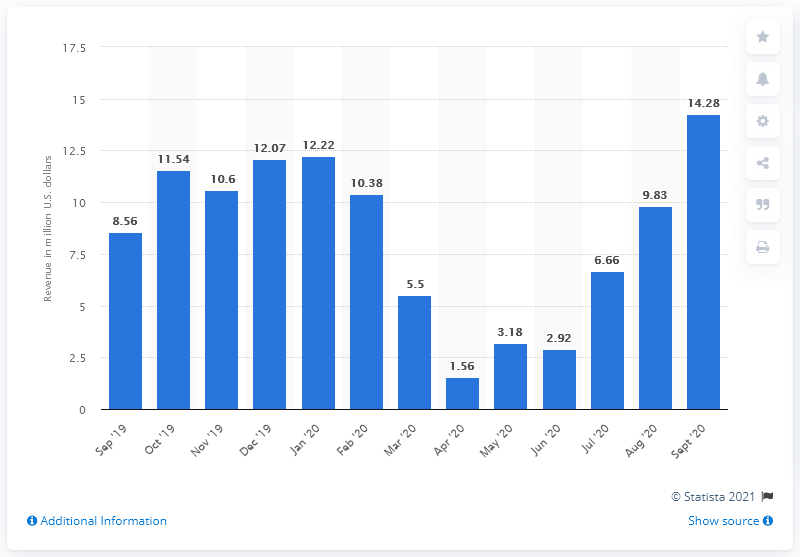 17.5
15
12.5
10
7.5
5
2.5
0
Revenue in million U.S. dollars
8.56
11.54
10.6
12.07
12.22
10.38
5.5
1.56
3.18
2.92
6.66
9.83
14.28
Sep '19
Oct '19
Nov '19
Dec '19
Jan '20
Feb '20
Mar '20
Apr '20
May '20
Jun '20
Jul '20
Aug '20
Sept '20
© Statista 2021
Additional Information
Show source